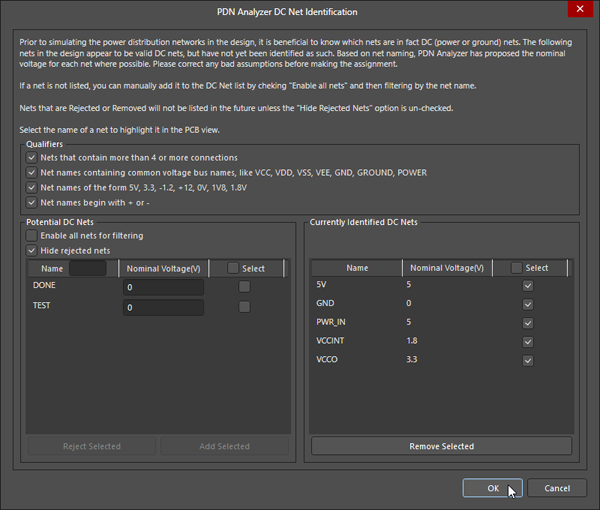 PDN Analyzer DC Net Identification
Prior to simulating the power distribution networks in the design, it is beneficial to know which nets are in fact DC (power or ground) nets. The following
nets in the design appear to be valid DC nets, but have not yet been identified as such. Based on net naming, PDN Analyzer has proposed the nominal
voltage for each net where possible. Please correct any bad assumptions before making the assignment.
If a net is not listed, you can manually add it to the DC Net list by cheking "Enable all nets" and then filtering by the net name.
Nets that are Rejected or Removed will not be listed in the future unless the "Hide Rejected Nets" option is un-checked.
Select the name of a net to highlight it in the PCB view.
Qualifiers
Nets that contain more than 4 or more connections
Net names containing common voltage bus names, like VCC, VDD, VSS, VEE, GND, GROUND, POWER
Net names of the form 5V, 3.3, -1.2, +12, 0V, 1V8, 1.8V
Net names begin with + or -
Potential DC Nets
Enable all nets for filtering
Hide rejected nets
Name Nominal Voltage(V) Select
DONE 0
TEST 0
Reject Selected Add Selected
Currently Identified DC Nets
Name Nominal Voltage(V) Select
5V 5
GND 0
PWR_IN 5
VCCINT 1.8
VCCO 3.3
Remove Selected
OK Cancel